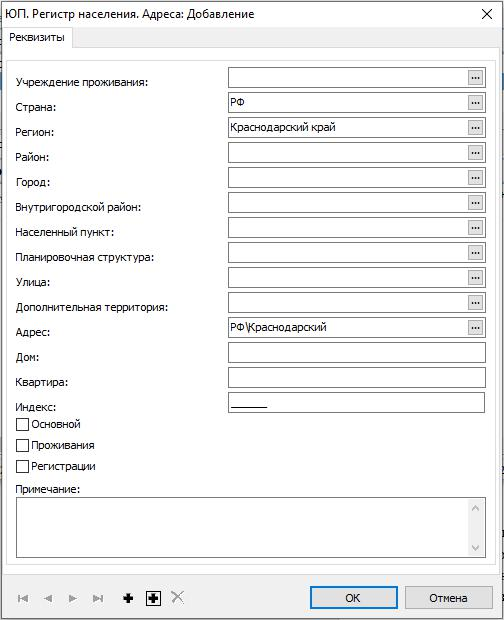 ЮП. Регистр населения. Адреса: Добавление
Реквизиты
Учреждение проживания:
Страна: РФ
Регион: Краснодарский край
Район:
Город:
Внутригородской район:
Населенный пункт:
Планировочная структура:
Улица:
Дополнительная территория:
Адрес: РФ\Краснодарский
Дом:
Квартира:
Индекс: ______
Основной
Проживания
Регистрации
Примечание:
ОК Отмена